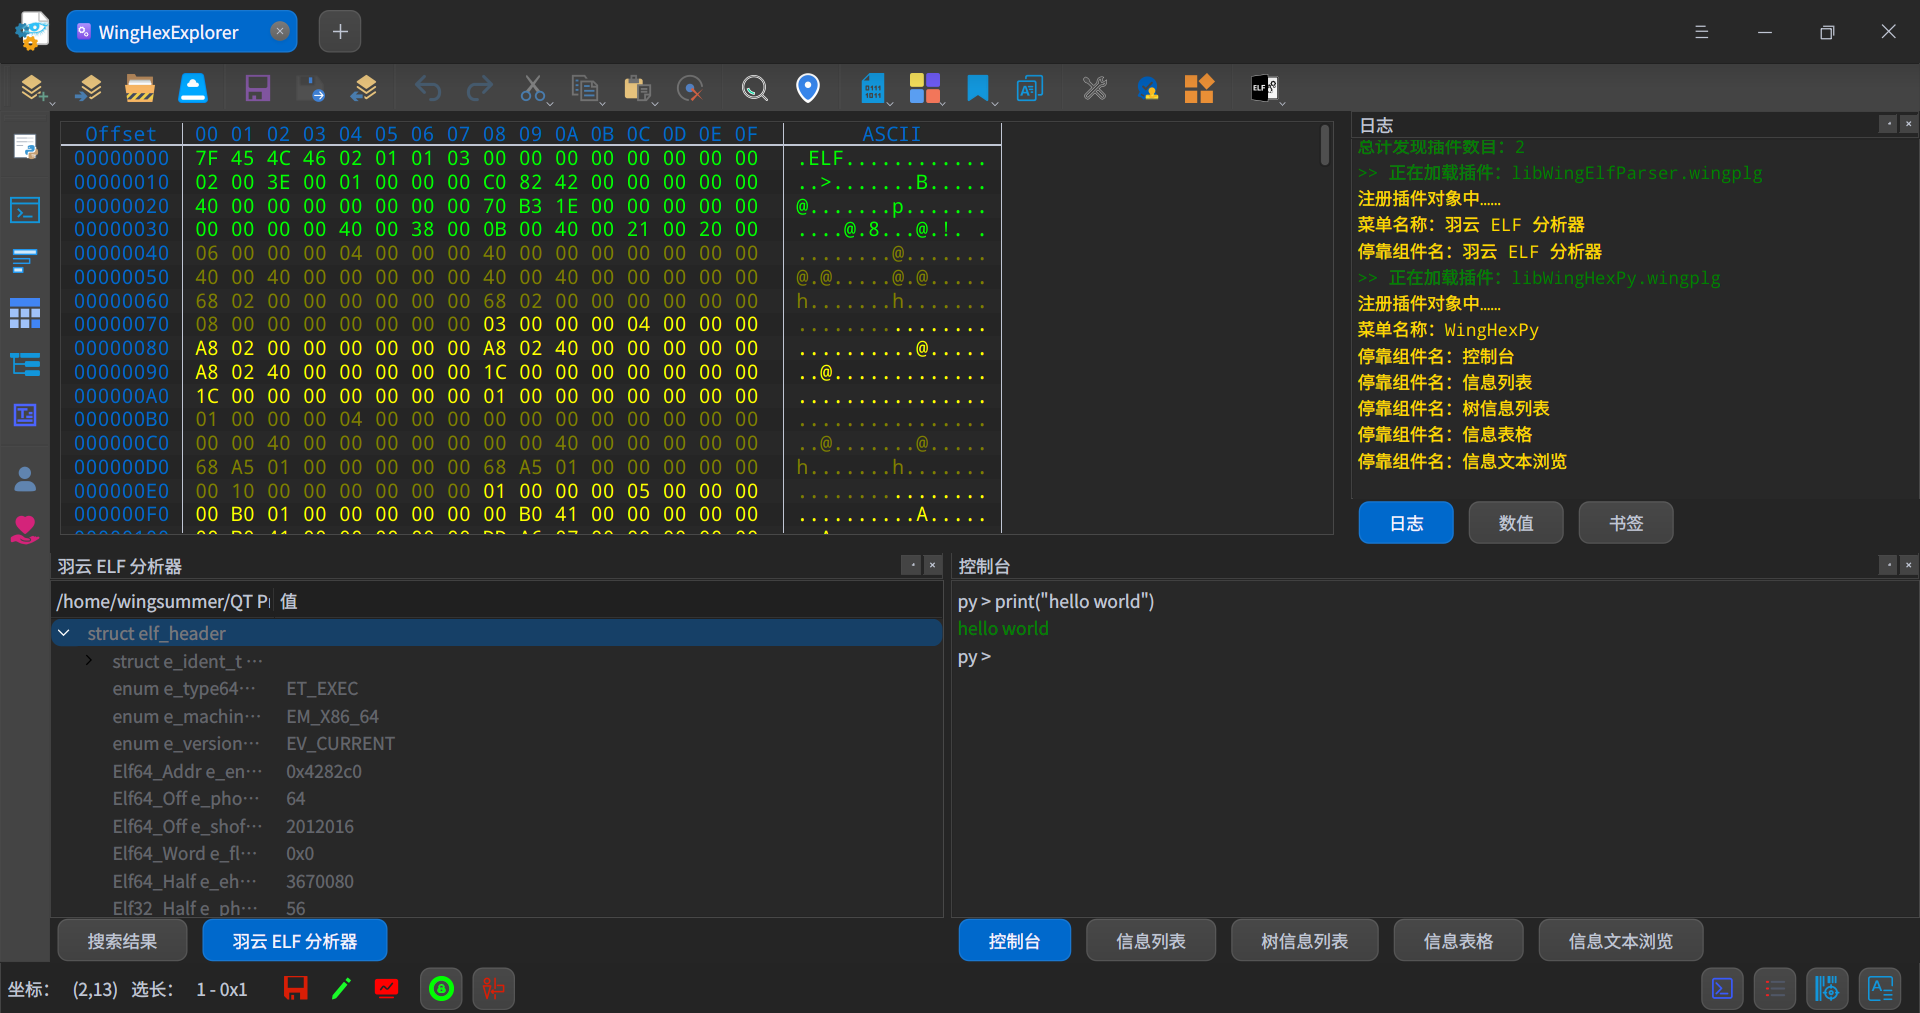 WingHexExplorer
Offset 00 01 02 03 04 05 06 07 08 09 0A 0B 0C 0D 0E 0F ASCII
00000000 7F 45 4C 46 02 01 01 03 00 00 00 00 00 00 00 00 .ELF............
00000010 02 00 3E 00 01 00 00 00 C0 82 42 00 00 00 00 00 ..>.......B.....
00000020 40 00 00 00 00 00 00 00 70 B3 1E 00 00 00 00 00 @.......p.......
00000030 00 00 00 00 40 00 38 00 0B 00 40 00 21 00 20 00 ....@.8...@.!. .
00000040 06 00 00 00 04 00 00 00 40 00 00 00 00 00 00 00 ........@.......
00000050 40 00 40 00 00 00 00 00 40 00 40 00 00 00 00 00 @.@.....@.@.....
00000060 68 02 00 00 00 00 00 00 68 02 00 00 00 00 00 00 h.......h.......
00000070 08 00 00 00 00 00 00 00 03 00 00 00 04 00 00 00 ................
00000080 A8 02 00 00 00 00 00 00 A8 02 40 00 00 00 00 00 ..........@.....
00000090 A8 02 40 00 00 00 00 00 1C 00 00 00 00 00 00 00 ..@.............
000000A0 1C 00 00 00 00 00 00 00 01 00 00 00 00 00 00 00 ................
000000B0 01 00 00 00 04 00 00 00 00 00 00 00 00 00 00 00 ................
000000C0 00 00 40 00 00 00 00 00 00 00 40 00 00 00 00 00 ..@.......@.....
000000D0 68 A5 01 00 00 00 00 00 68 A5 01 00 00 00 00 00 h.......h.......
000000E0 00 10 00 00 00 00 00 00 01 00 00 00 05 00 00 00 ................
000000F0 00 B0 01 00 00 00 00 00 00 B0 41 00 00 00 00 00 ..........A.....
日志
总计发现插件数目：2
>> 正在加载插件：libWingElfParser.wingplg
注册插件对象中……
菜单名称：羽云 ELF 分析器
停靠组件名：羽云 ELF 分析器
>> 正在加载插件：libWingHexPy.wingplg
注册插件对象中……
菜单名称：WingHexPy
停靠组件名：控制台
停靠组件名：信息列表
停靠组件名：树信息列表
停靠组件名：信息表格
停靠组件名：信息文本浏览
日志 数值 书签
羽云 ELF 分析器
/home/wingsummer/QT P 值
struct elf_header
struct e_ident_t ···
enum e_type64··· ET_EXEC
enum e_machin··· EM_X86_64
enum e_version··· EV_CURRENT
Elf64_Addr e_en··· 0x4282c0
Elf64_Off e_pho··· 64
Elf64_Off e_shof··· 2012016
Elf64_Word e_fl··· 0x0
Elf64_Half e_eh··· 3670080
Elf32_Half e_ph··· 56
搜索结果 羽云 ELF 分析器
控制台
py > print("hello world")
hello world
py >
控制台 信息列表 树信息列表 信息表格 信息文本浏览
坐标： (2,13) 选长： 1 - 0x1